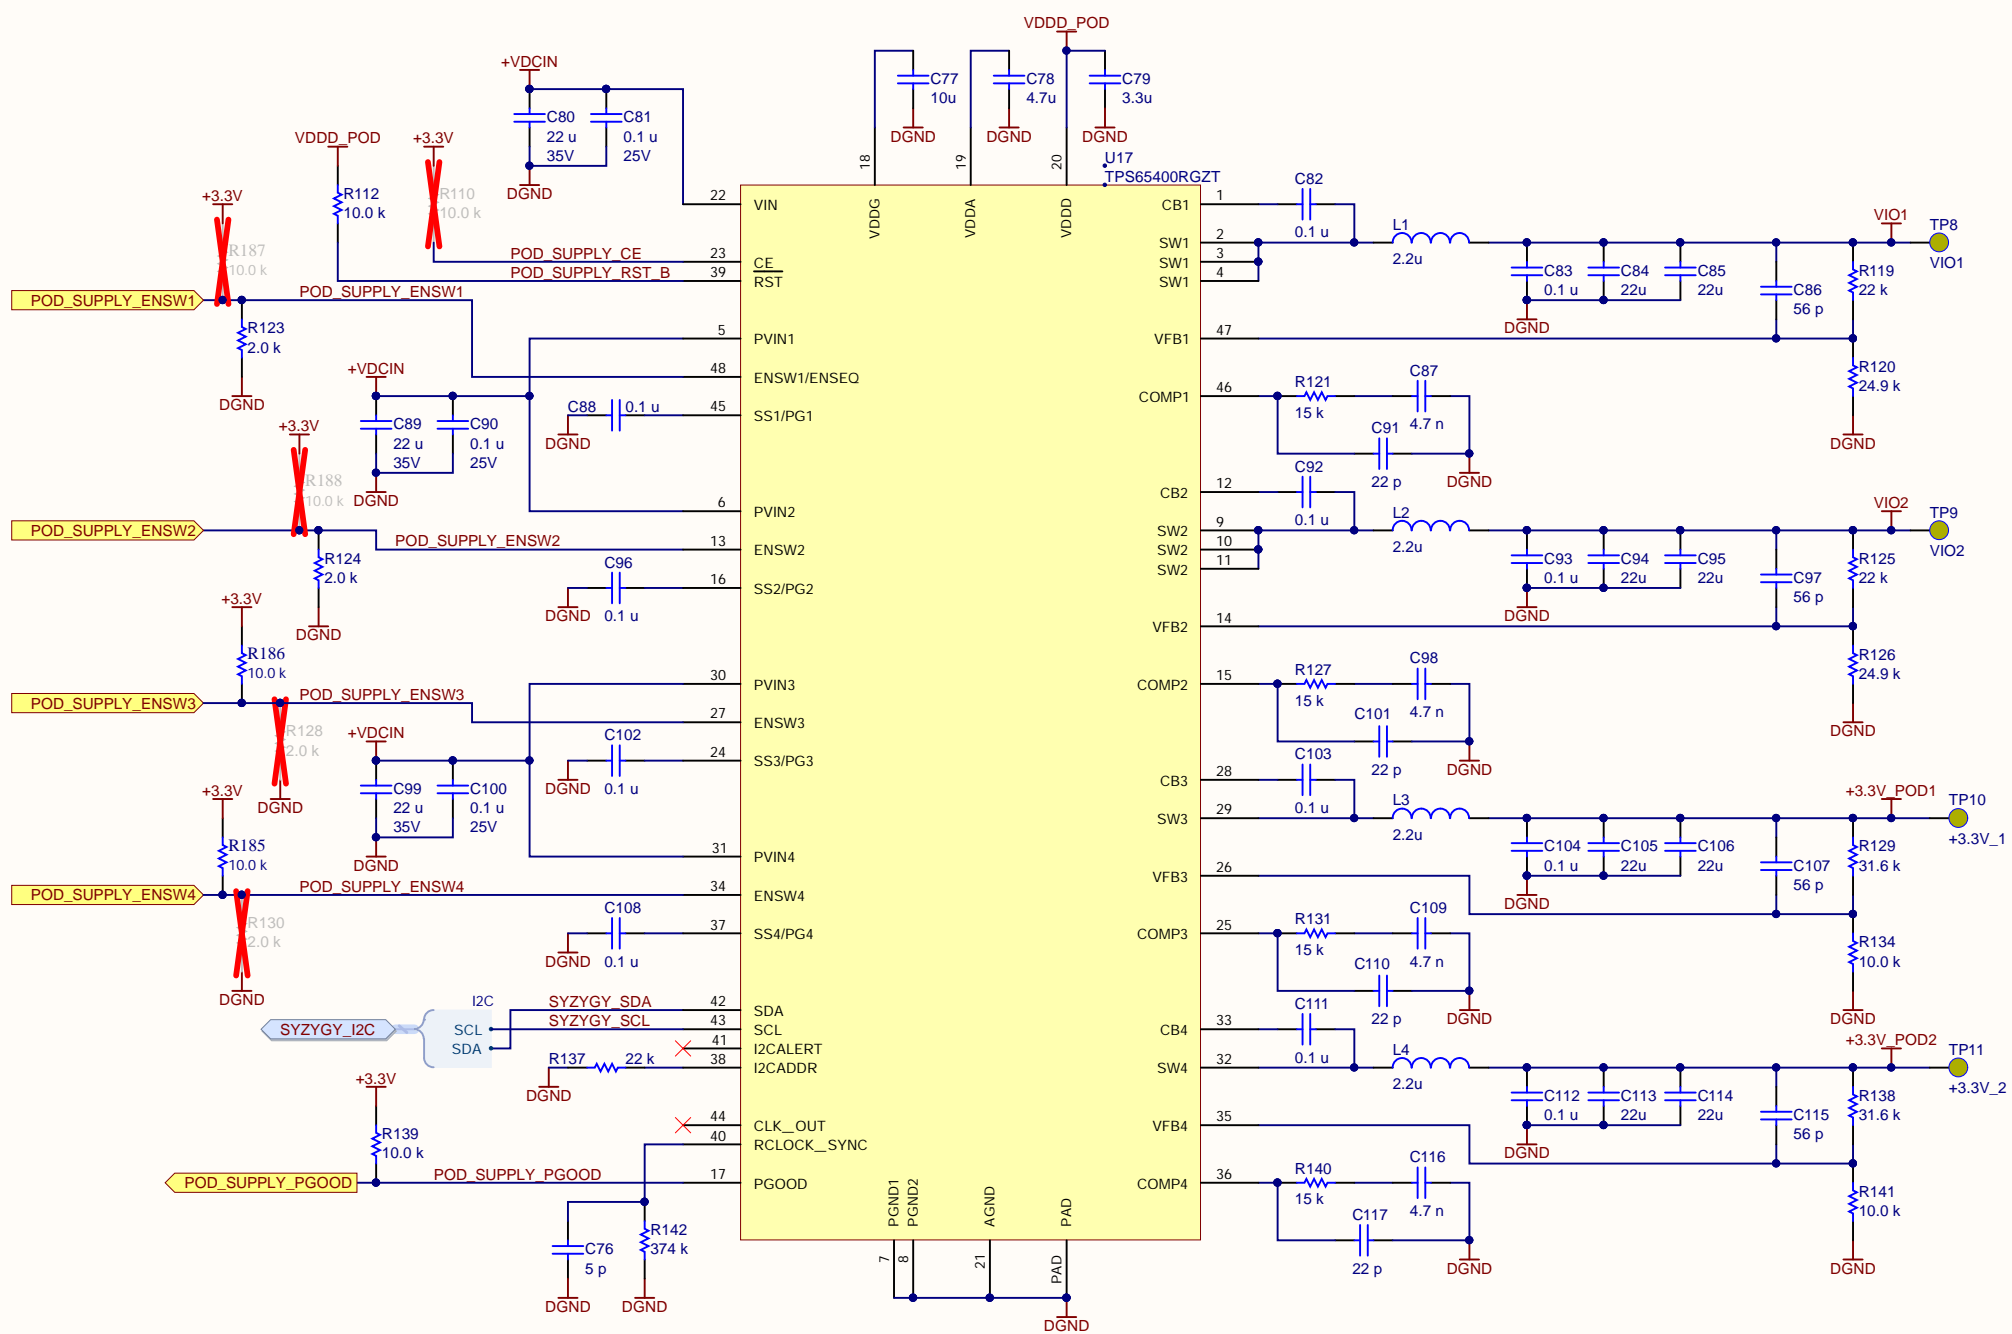 VDDD_POD
+VDCIN
C77
10u
DGND
C78
4.7u
DGND
C79
3.3u
DGND
C80
22 u
35V
C81
0.1 u
25V
DGND
VDDD_POD
+3.3V
R112
10.0 k
R110
10.0 k
+3.3V
R187
10.0 k
POD_SUPPLY_CE
POD_SUPPLY_RST_B
POD_SUPPLY_ENSW1
POD_SUPPLY_ENSW1
R123
2.0 k
DGND
+VDCIN
C89
22 u
35V
C90
0.1 u
25V
DGND
C88
0.1 u
DGND
+3.3V
R188
10.0 k
POD_SUPPLY_ENSW2
POD_SUPPLY_ENSW2
R124
2.0 k
DGND
C96
0.1 u
DGND
+3.3V
R186
10.0 k
POD_SUPPLY_ENSW3
POD_SUPPLY_ENSW3
R128
2.0 k
DGND
+VDCIN
C99
22 u
35V
C100
0.1 u
25V
DGND
C102
0.1 u
DGND
+3.3V
R185
10.0 k
POD_SUPPLY_ENSW4
POD_SUPPLY_ENSW4
R130
2.0 k
DGND
C108
0.1 u
DGND
I2C
SYZYGY_I2C
SCL
SDA
SYZYGY_SDA
SYZYGY_SCL
R137
22 k
DGND
+3.3V
R139
10.0 k
POD_SUPPLY_PGOOD
POD_SUPPLY_PGOOD
C76
5 p
DGND
R142
374 k
DGND
U17
TPS65400RGZT
18
VDDG
19
VDDA
20
VDDD
22
VIN
23
CE
39
RST
5
PVIN1
48
ENSW1/ENSEQ
45
SS1/PG1
6
PVIN2
13
ENSW2
16
SS2/PG2
30
PVIN3
27
ENSW3
24
SS3/PG3
31
PVIN4
34
ENSW4
37
SS4/PG4
42
SDA
43
SCL
41
I2CALERT
38
I2CADDR
44
CLK_OUT
40
RCLOCK_SYNC
17
PGOOD
PGND1
7
PGND2
8
AGND
21
PAD
PAD
DGND
CB1
1
SW1
2
SW1
3
SW1
4
VFB1
47
COMP1
46
CB2
12
SW2
9
SW2
10
SW2
11
VFB2
14
COMP2
15
CB3
28
SW3
29
VFB3
26
COMP3
25
CB4
33
SW4
32
VFB4
35
COMP4
36
C82
0.1 u
L1
2.2u
C83
0.1 u
C84
22u
C85
22u
DGND
C86
56 p
VIO1
TP8
VIO1
R119
22 k
R120
24.9 k
DGND
R121
15 k
C87
4.7 n
C91
22 p
DGND
C92
0.1 u
L2
2.2u
C93
0.1 u
C94
22u
C95
22u
DGND
C97
56 p
VIO2
TP9
VIO2
R125
22 k
R126
24.9 k
DGND
R127
15 k
C98
4.7 n
C101
22 p
DGND
C103
0.1 u
L3
2.2u
C104
0.1 u
C105
22u
C106
22u
DGND
C107
56 p
+3.3V_POD1
TP10
+3.3V_1
R129
31.6 k
R134
10.0 k
DGND
R131
15 k
C109
4.7 n
C110
22 p
DGND
C111
0.1 u
L4
2.2u
C112
0.1 u
C113
22u
C114
22u
DGND
C115
56 p
+3.3V_POD2
TP11
+3.3V_2
R138
31.6 k
R141
10.0 k
DGND
R140
15 k
C116
4.7 n
C117
22 p
DGND